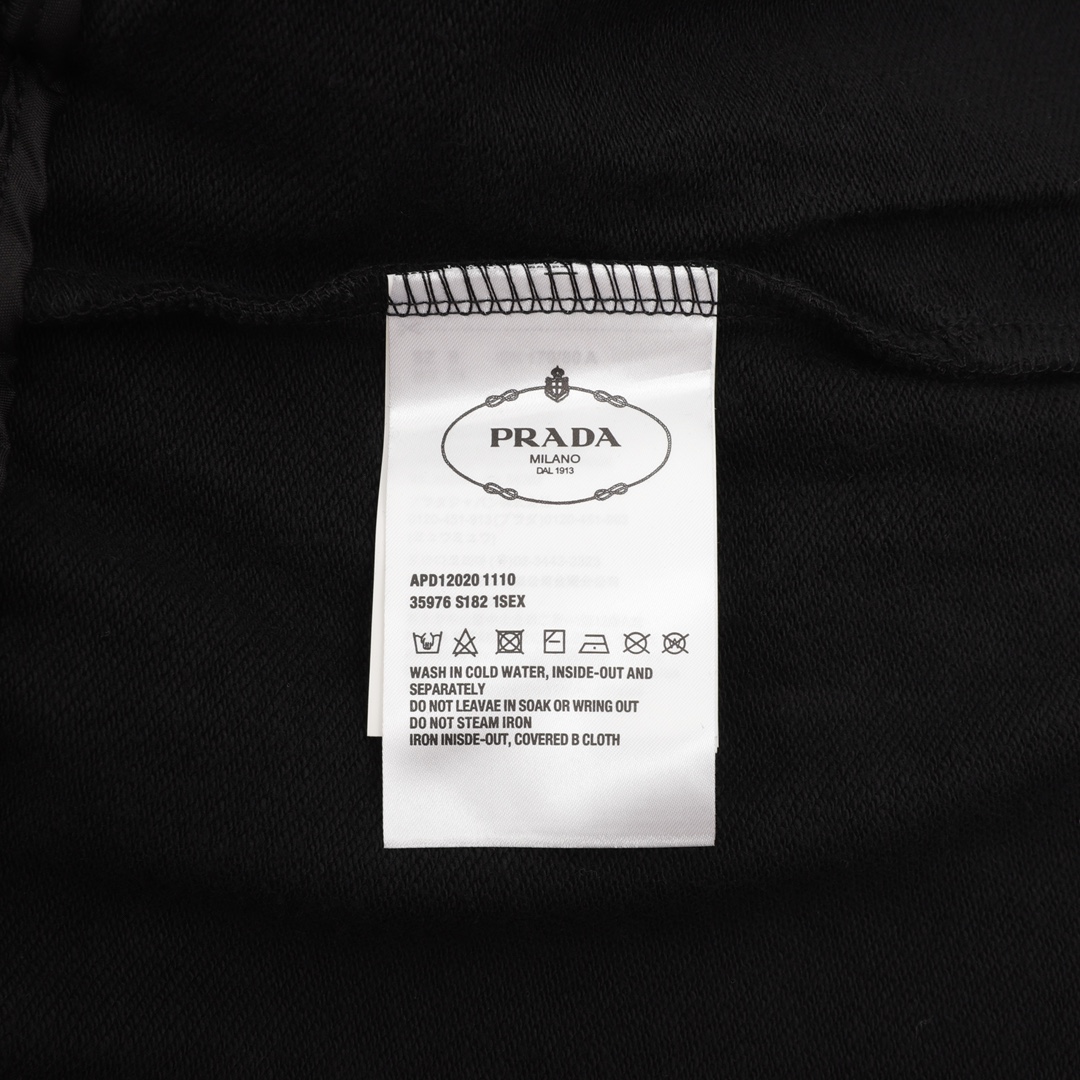 PRADA
MILANO
DAL 1913
APD12020 1110
35976 S182 1SEX
WASH IN COLD WATER, INSIDE-OUT AND
SEPARATELY
DO NOT LEAVAE IN SOAK OR WRING OUT
DO NOT STEAM IRON
IRON INISDE-OUT, COVERED B CLOTH